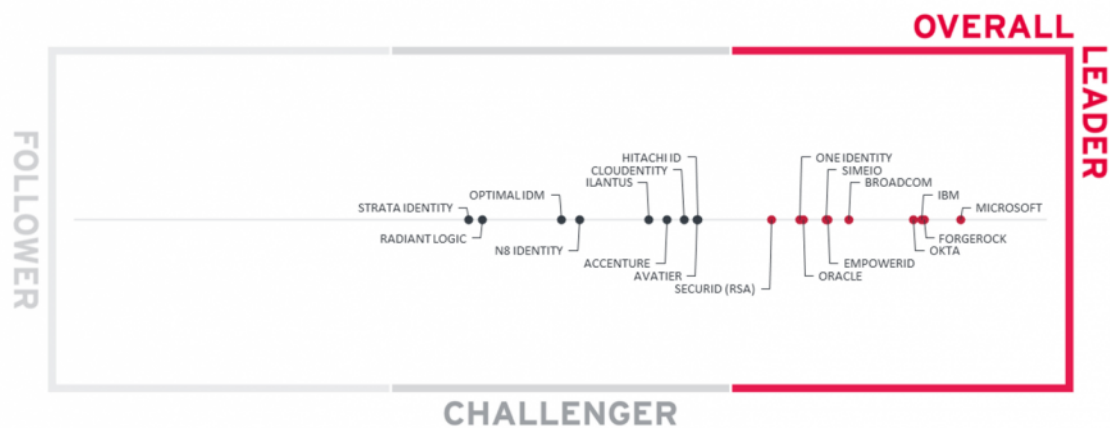 OVERALL
LEADER
FOLLOWER
HITACHI ID
CLOUDENTITY
ILANTUS
OPTIMAL IDM
STRATA IDENTITY
RADIANT LOGIC
N8 IDENTITY
ACCENTURE
AVATIER
SECURID (RSA)
ONE IDENTITY
SIMEIO
BROADCOM
IBM
MICROSOFT
FORGEROCK
OKTA
EMPOWERID
ORACLE
CHALLENGER